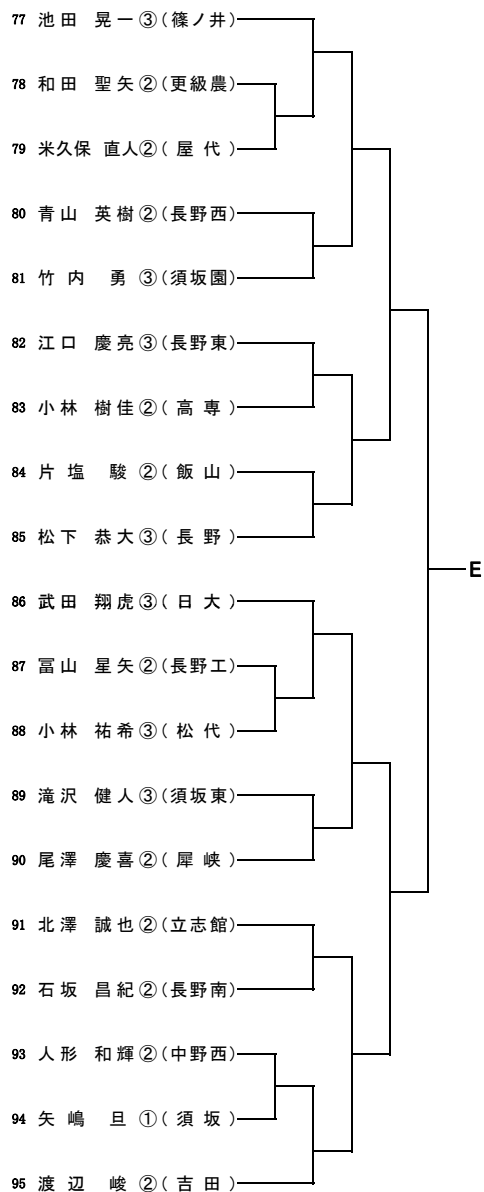 77 池田 晃一③(篠ノ井)
78 和田 聖矢②(更級農)
79 米久保 直人②(屋代)
80 青山 英樹②(長野西)
81 竹内 勇③(須坂園)
82 江口 慶亮③(長野東)
83 小林 樹佳②(高専)
84 片塩 駿②(飯山)
85 松下 恭大③(長野)
E
86 武田 翔虎③(日大)
87 冨山 星矢②(長野工)
88 小林 祐希③(松代)
89 滝沢 健人③(須坂東)
90 尾澤 慶喜②(犀峡)
91 北澤 誠也②(立志館)
92 石坂 昌紀②(長野南)
93 人形 和輝②(中野西)
94 矢嶋 旦①(須坂)
95 渡辺 峻②(吉田)